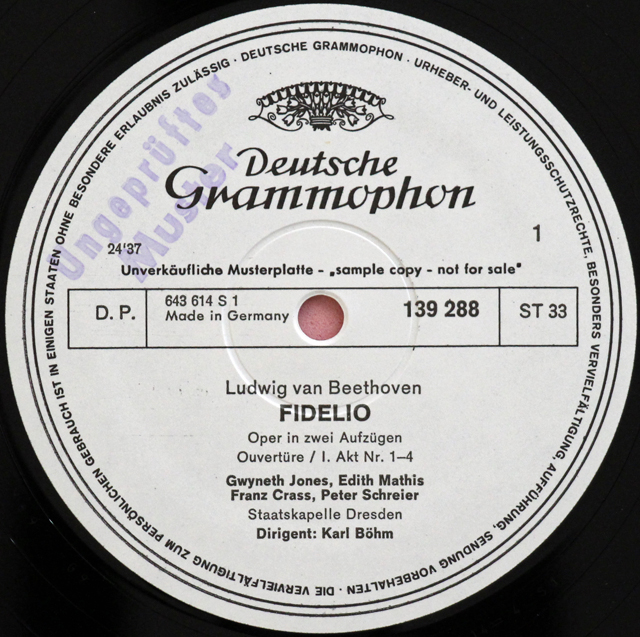 DEUTSCHE GRAMMOPHON · URHEBER- UND LEISTUNGSSCHUTZRECHTE, BESONDERS VERVIELFÄLTIGUNG, AUFFÜHRUNG, SENDUNG VORBEHALTEN · DIE VERVIELFÄLTIGUNG ZUM PERSÖNLICHEN GEBRAUCH IST IN EINIGEN STAATEN OHNE BESONDERE ERLAUBNIS ZULÄSSIG ·
Deutsche
Grammophon
Ungeprüftes
Muster
1
24'37
Unverkäufliche Musterplatte - „sample copy - not for sale"
D. P.
643 614 S 1
Made in Germany
139 288
ST 33
Ludwig van Beethoven
FIDELIO
Oper in zwei Aufzügen
Ouvertüre / I. Akt Nr. 1–4
Gwyneth Jones, Edith Mathis
Franz Crass, Peter Schreier
Staatskapelle Dresden
Dirigent: Karl Böhm